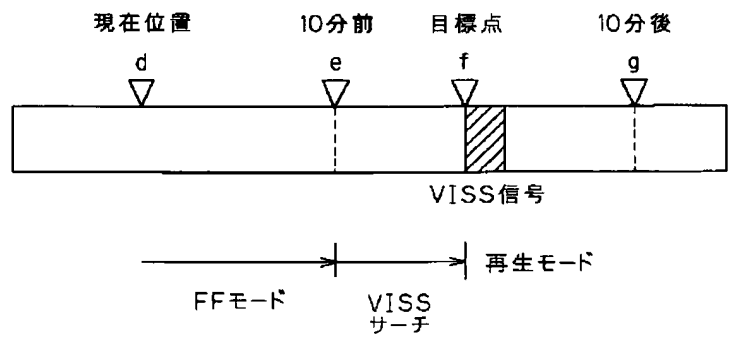 現在位置 10分前 目標点 10分後
d e f g
VISS信号
再生モード
FFモード VISS
サーチ